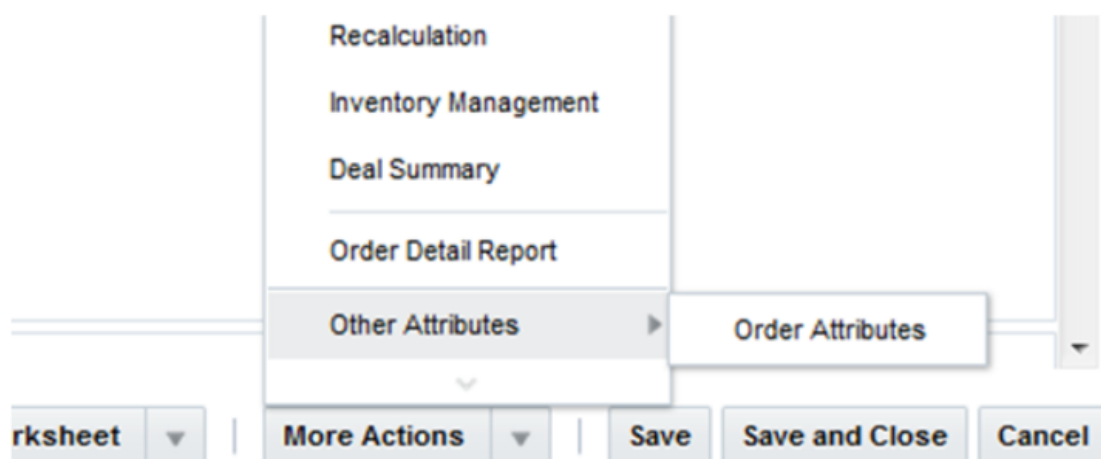 Recalculation
Inventory Management
Deal Summary
Order Detail Report
Other Attributes
Order Attributes
rksheet
More Actions
Save
Save and Close
Cancel